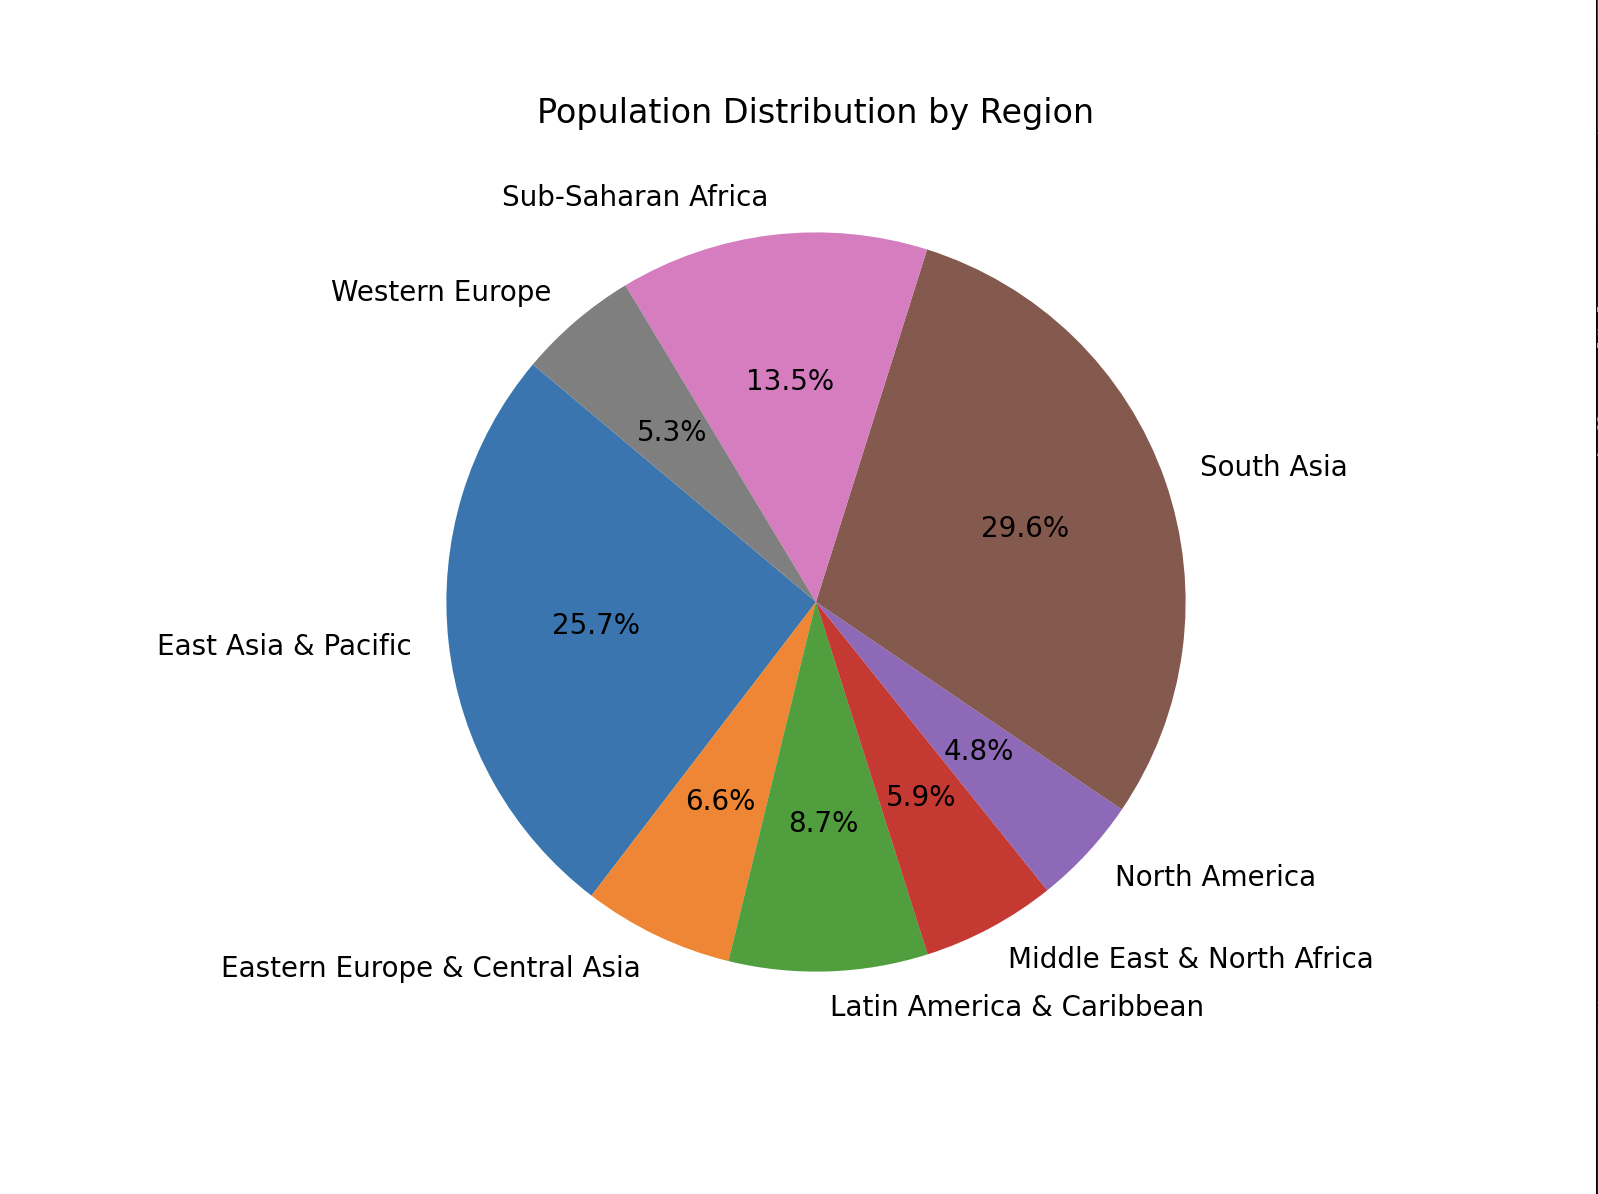 Population Distribution by Region
Sub-Saharan Africa
Western Europe
13.5%
5.3%
South Asia
29.6%
25.7%
East Asia & Pacific
4.8%
5.9%
6.6%
8.7%
North America
Middle East & North Africa
Eastern Europe & Central Asia
Latin America & Caribbean